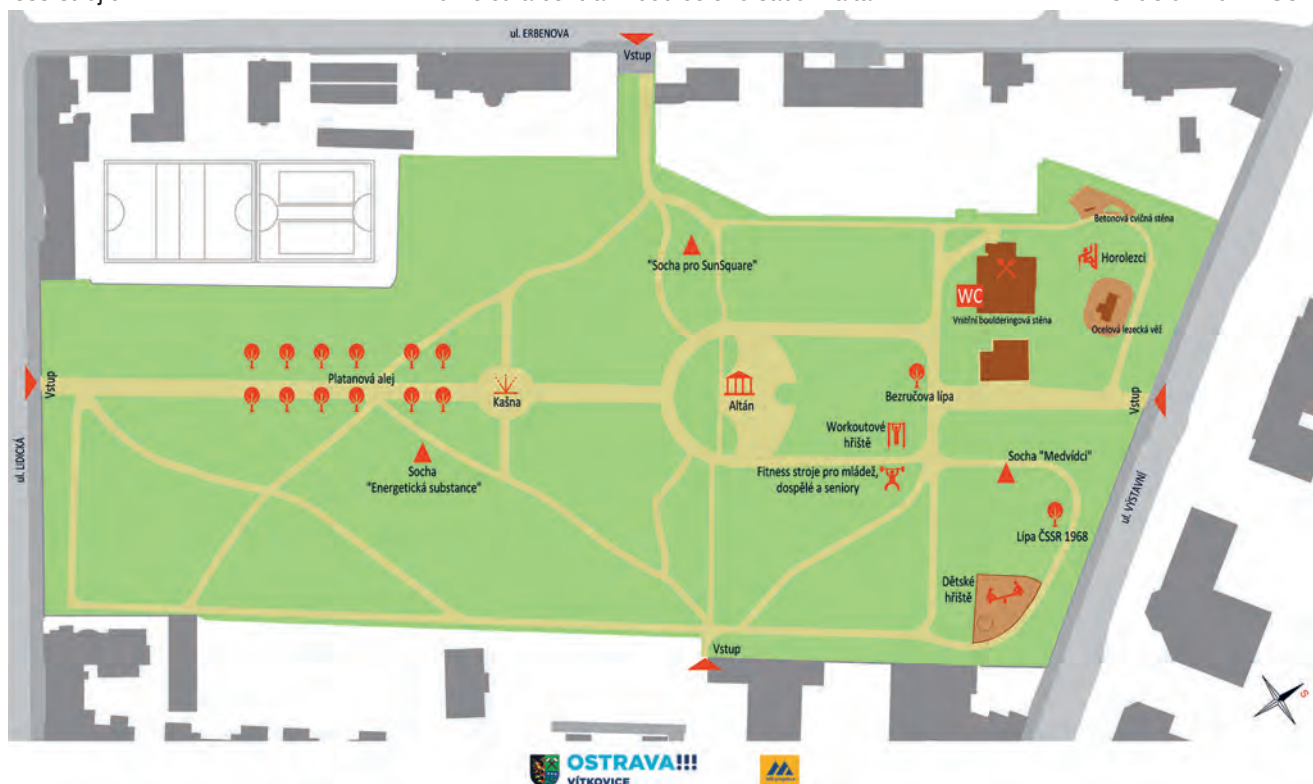 ul. ERBENOVA
Vstup
Betonová cvičná stěna
"Socha pro SunSquare"
Horolezci
WC
Vnitřní boulderingová stěna
Ocelová lezecká věž
Vstup
Platanová alej
Kašna
Altán
Bezručova lípa
Vstup
Workoutové
hřiště
Socha
"Energetická substance"
Fitness stroje pro mládež,
dospělé a seniory
Socha "Medvídci"
ul. LIDICKÁ
ul. VÝSTAVNÍ
Lípa ČSSR 1968
Dětské
hřiště
Vstup
S
OSTRAVA!!!
VÍTKOVICE